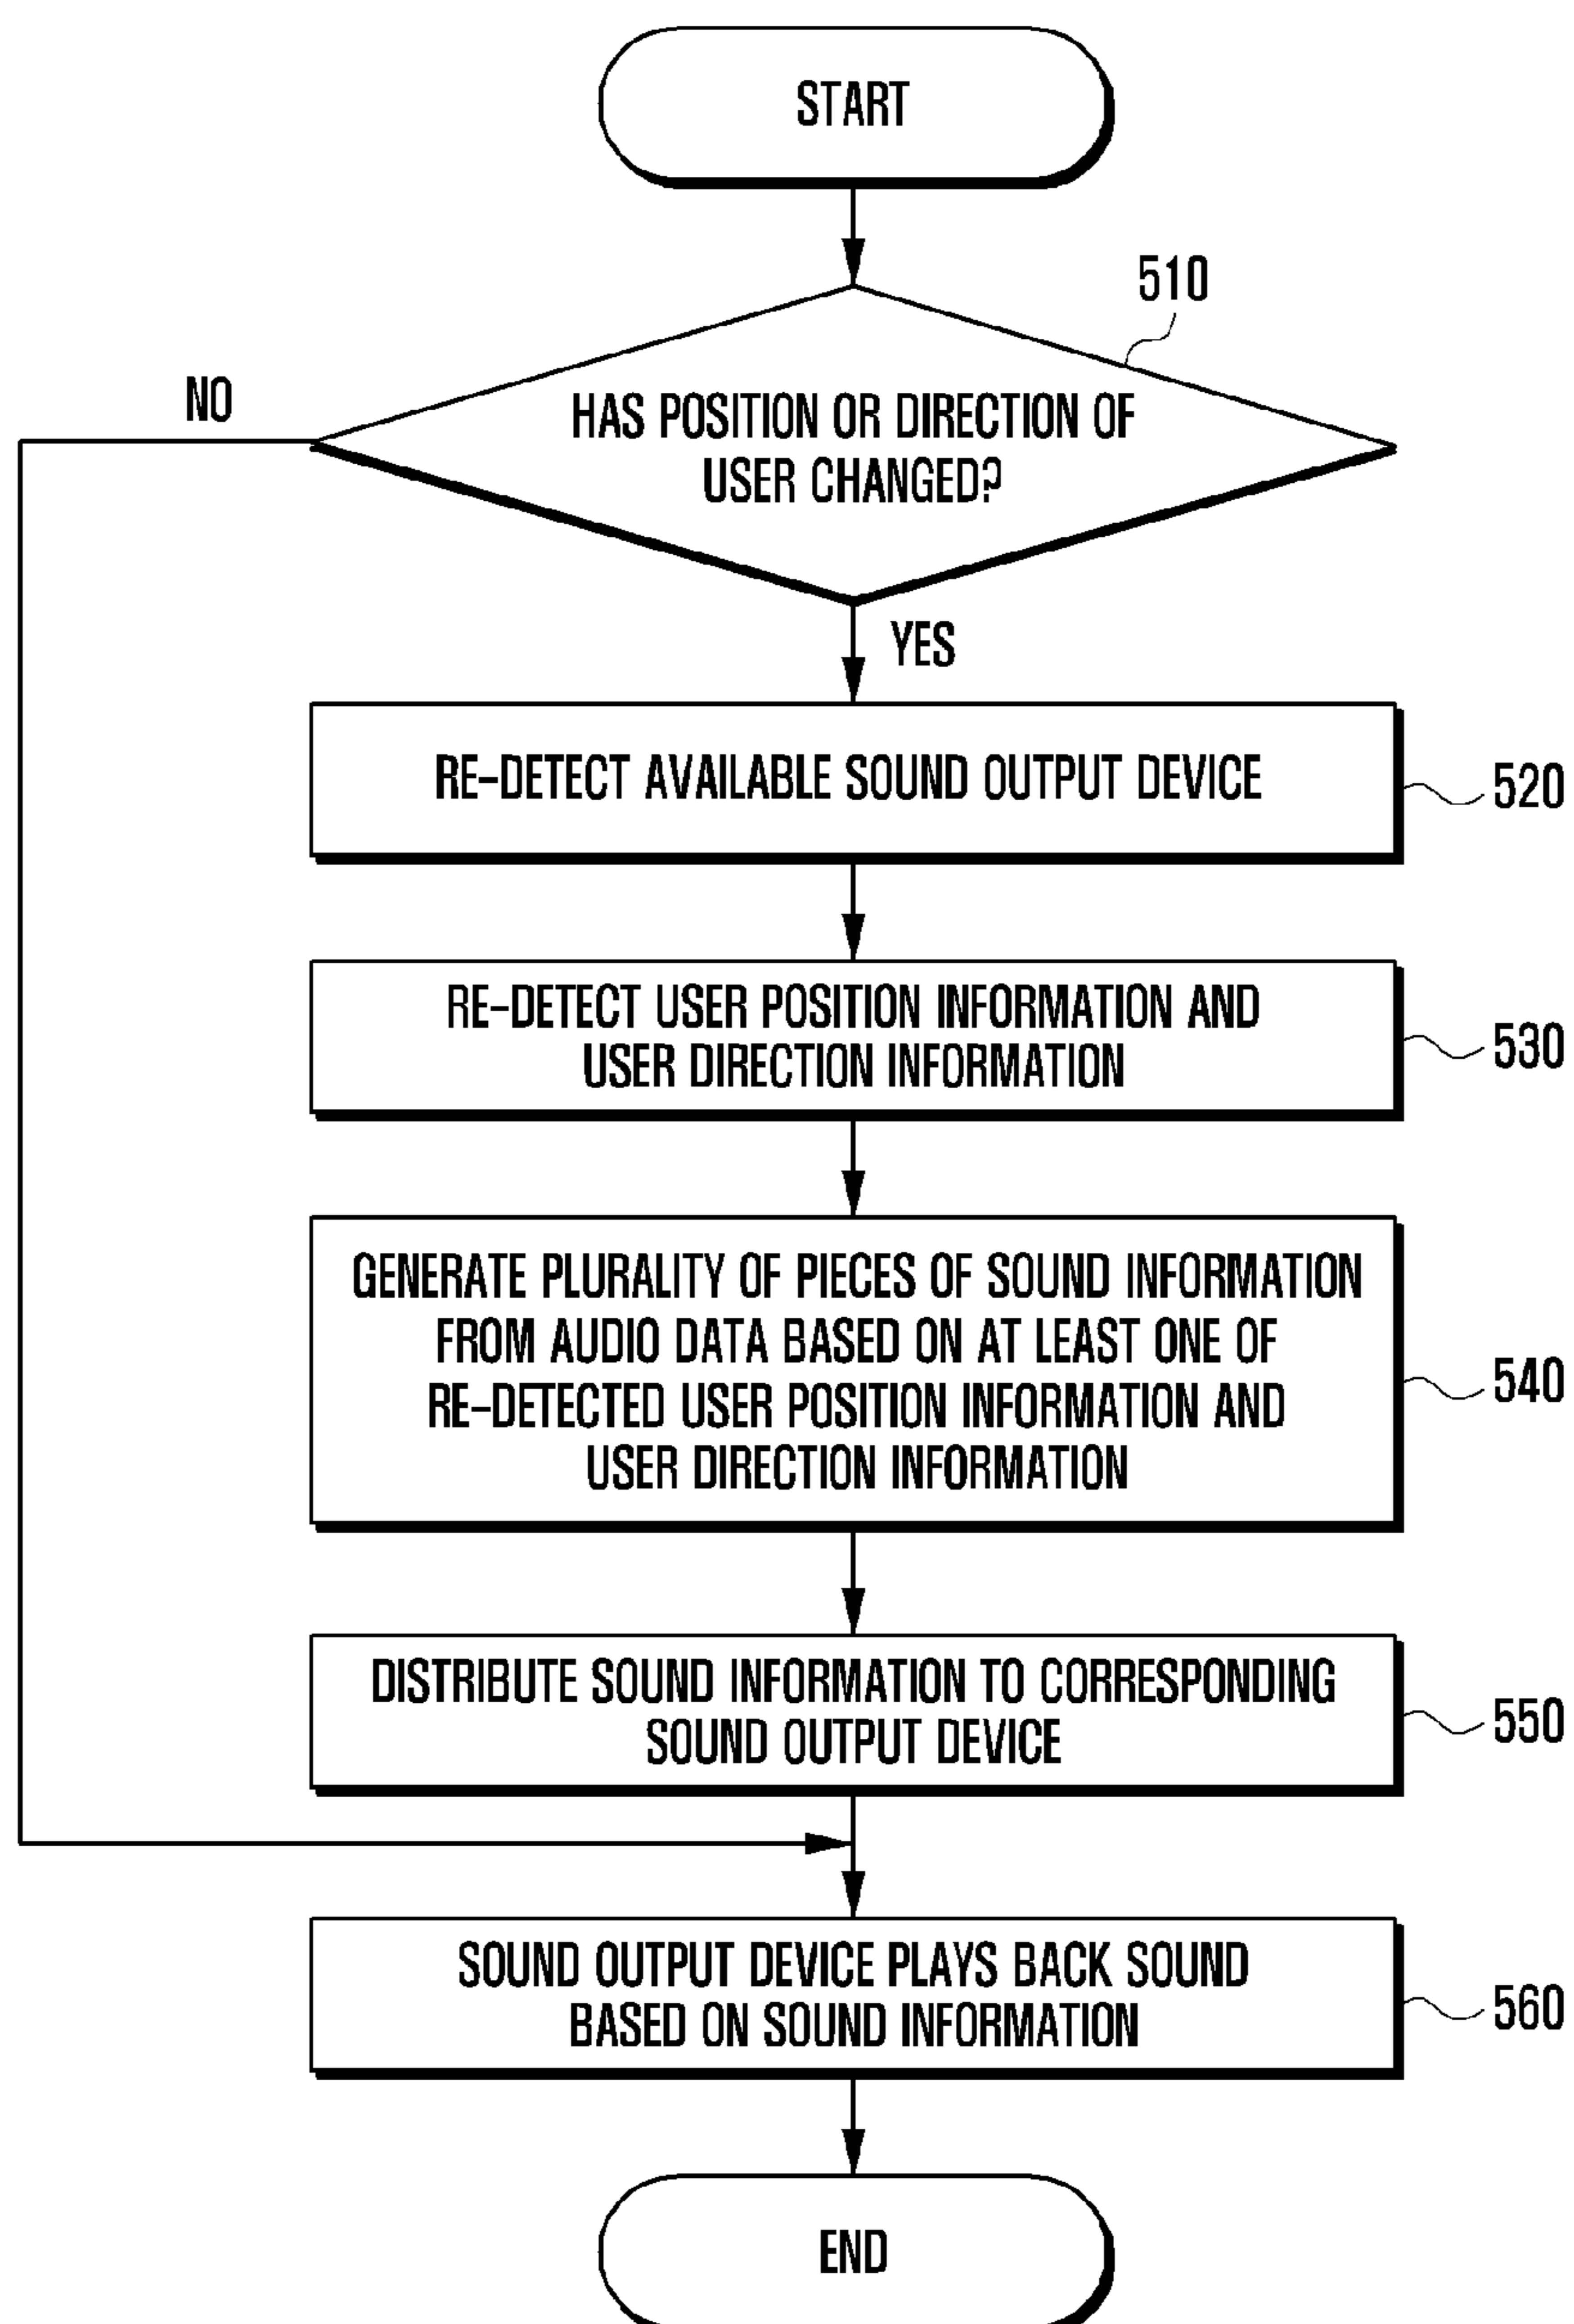 START
510
NO
HAS POSITION OR DIRECTION OF
USER CHANGED?
YES
RE-DETECT AVAILABLE SOUND OUTPUT DEVICE
520
RE-DETECT USER POSITION INFORMATION AND
USER DIRECTION INFORMATION
530
GENERATE PLURALITY OF PIECES OF SOUND INFORMATION
FROM AUDIO DATA BASED ON AT LEAST ONE OF
RE-DETECTED USER POSITION INFORMATION AND
USER DIRECTION INFORMATION
540
DISTRIBUTE SOUND INFORMATION TO CORRESPONDING
SOUND OUTPUT DEVICE
550
SOUND OUTPUT DEVICE PLAYS BACK SOUND
BASED ON SOUND INFORMATION
560
END